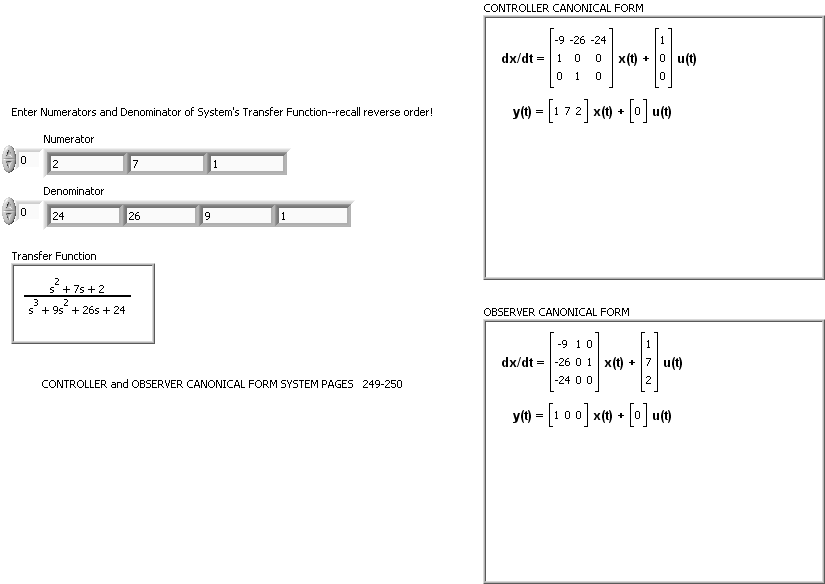 Enter Numerators and Denominator of System's Transfer Function--recall reverse order!
Numerator
0 2 7 1
Denominator
0 24 26 9 1
Transfer Function
s² + 7s + 2
s³ + 9s² + 26s + 24
CONTROLLER and OBSERVER CANONICAL FORM SYSTEM PAGES 249-250
CONTROLLER CANONICAL FORM
-9 -26 -24 1
dx/dt = 1 0 0 x(t) + 0 u(t)
0 1 0 0
y(t) = [1 7 2] x(t) + [0] u(t)
OBSERVER CANONICAL FORM
-9 1 0 1
dx/dt = -26 0 1 x(t) + 7 u(t)
-24 0 0 2
y(t) = [1 0 0] x(t) + [0] u(t)